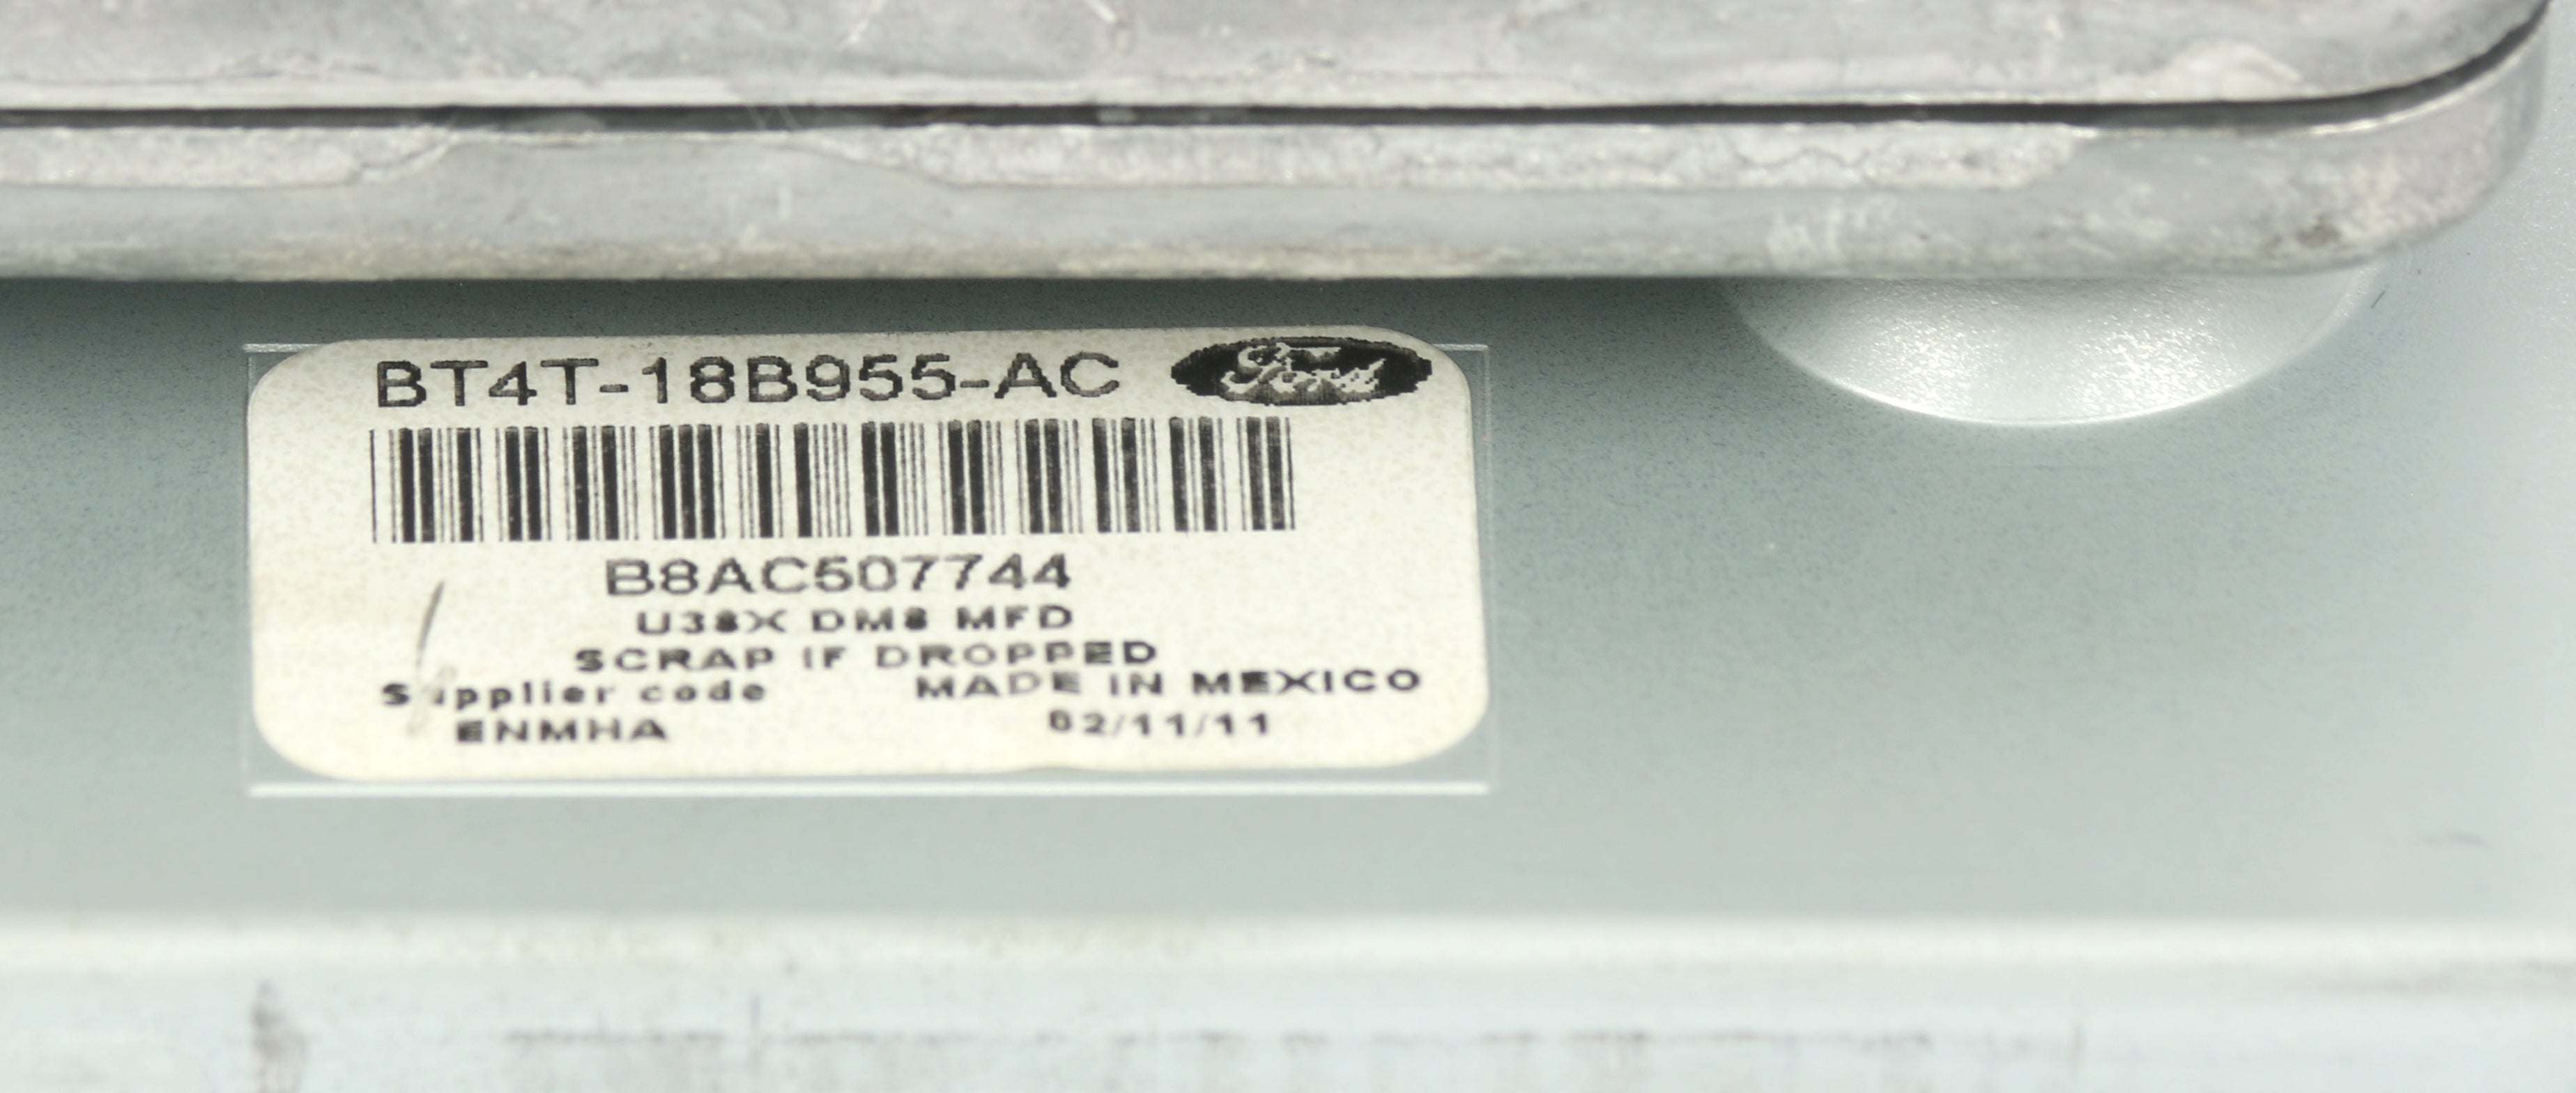 BT4T-18B955-AC Ford
B8AC507744
U38X DM8 MFD
SCRAP IF DROPPED
Supplier code MADE IN MEXICO
ENMHA 02/11/11